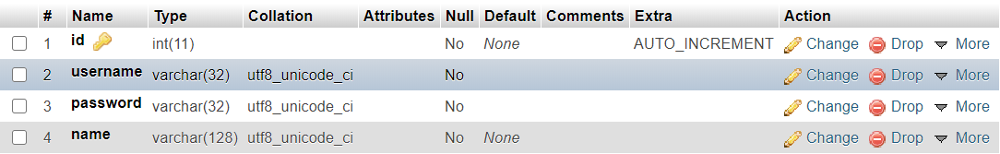 # Name Type Collation Attributes Null Default Comments Extra Action
1 id int(11) No None AUTO_INCREMENT Change Drop More
2 username varchar(32) utf8_unicode_ci No Change Drop More
3 password varchar(32) utf8_unicode_ci No Change Drop More
4 name varchar(128) utf8_unicode_ci No None Change Drop More